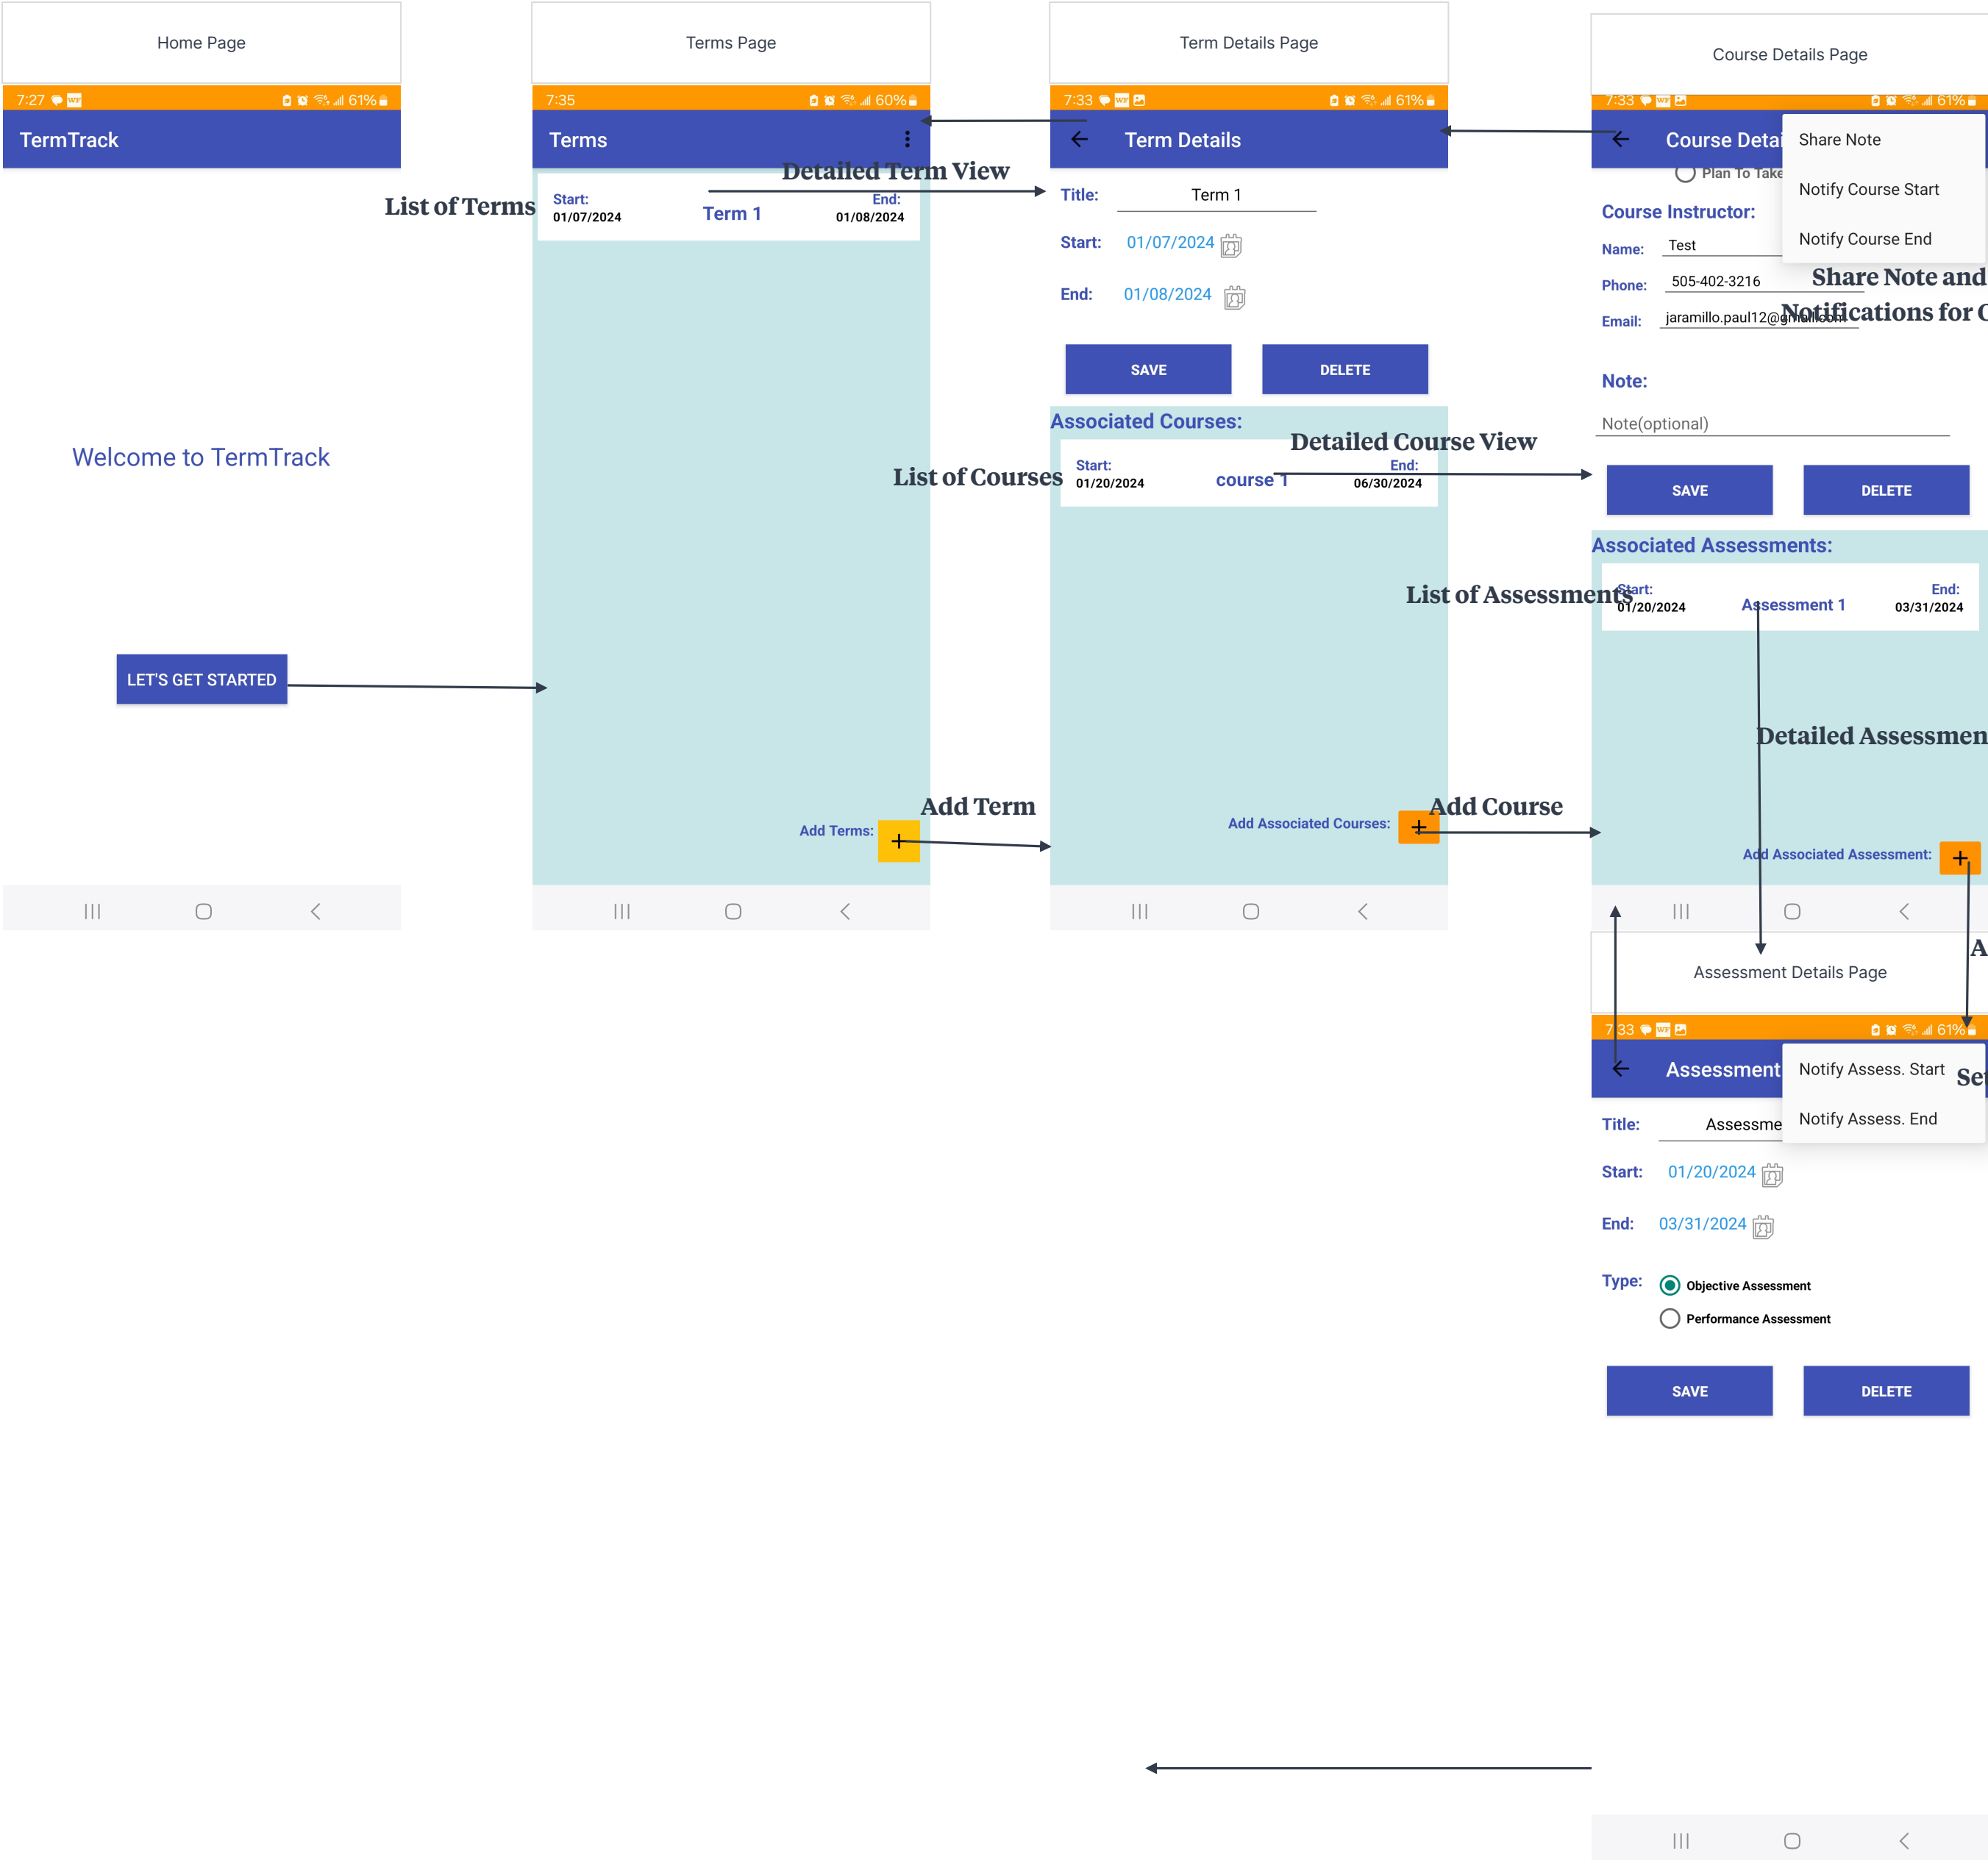 Home Page
7:27
61%
TermTrack
Welcome to TermTrack
LET'S GET STARTED
Terms Page
7:35
60%
Terms
List of Terms
Start:
01/07/2024
Term 1
End:
01/08/2024
Detailed Term View
Add Terms:
+
Add Term
Term Details Page
7:33
61%
Term Details
Title:
Term 1
Start:
01/07/2024
End:
01/08/2024
SAVE
DELETE
Associated Courses:
List of Courses
Start:
01/20/2024
course 1
End:
06/30/2024
Detailed Course View
Add Associated Courses:
+
Add Course
Course Details Page
7:33
61%
Course Detai
Share Note
Notify Course Start
Notify Course End
Plan To Take
Course Instructor:
Name:
Test
Phone:
505-402-3216
Email:
jaramillo.paul12@gmail.com
Share Note and
Notifications for C
Note:
Note(optional)
SAVE
DELETE
Associated Assessments:
List of Assessments
Start:
01/20/2024
Assessment 1
End:
03/31/2024
Detailed Assessmen
Add Associated Assessment:
+
A
Assessment Details Page
7:33
61%
Assessment
Notify Assess. Start
Notify Assess. End
Set
Title:
Assessme
Start:
01/20/2024
End:
03/31/2024
Type:
Objective Assessment
Performance Assessment
SAVE
DELETE